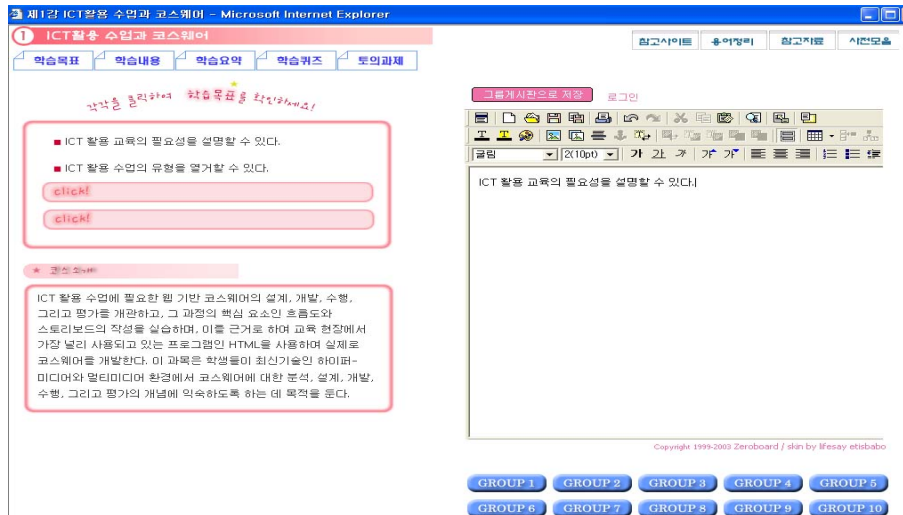 제1강 ICT활용 수업과 코스웨어 - Microsoft Internet Explorer
1 ICT활용 수업과 코스웨어
참고사이트 용어정리 참고자료 사전모음
학습목표 학습내용 학습요약 학습퀴즈 토의과제
각각을 클릭하여 학습목표를 확인하세요!
ICT 활용 교육의 필요성을 설명할 수 있다.
ICT 활용 수업의 유형을 열거할 수 있다.
click!
click!
ICT 활용 수업에 필요한 웹 기반 코스웨어의 설계, 개발, 수행,
그리고 평가를 개관하고, 그 과정의 핵심 요소인 흐름도와
스토리보드의 작성을 실습하며, 이를 근거로 하여 교육 현장에서
가장 널리 사용되고 있는 프로그램인 HTML을 사용하여 실제로
코스웨어를 개발한다. 이 과목은 학생들이 최신기술인 하이퍼-
미디어와 멀티미디어 환경에서 코스웨어에 대한 분석, 설계, 개발,
수행, 그리고 평가의 개념에 익숙하도록 하는 데 목적을 둔다.
그룹게시판으로 저장 로그인
굴림 2(10pt) 가 가 가 가 가
ICT 활용 교육의 필요성을 설명할 수 있다.
Copyright 1999-2003 Zeroboard / skin by lifesay etisbabo
GROUP 1 GROUP 2 GROUP 3 GROUP 4 GROUP 5
GROUP 6 GROUP 7 GROUP 8 GROUP 9 GROUP 10